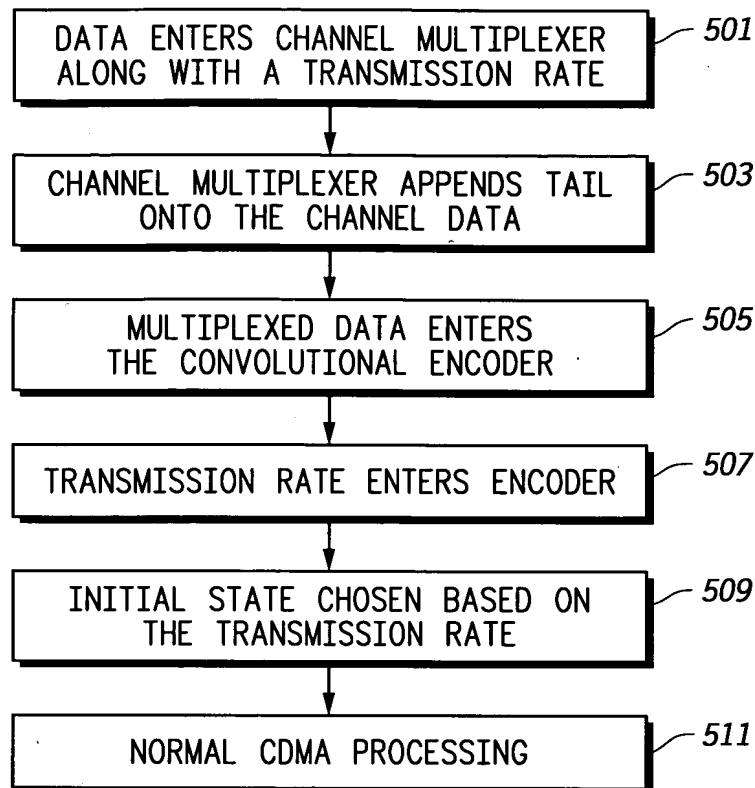 DATA ENTERS CHANNEL MULTIPLEXER
ALONG WITH A TRANSMISSION RATE
501
CHANNEL MULTIPLEXER APPENDS TAIL
ONTO THE CHANNEL DATA
503
MULTIPLEXED DATA ENTERS
THE CONVOLUTIONAL ENCODER
505
TRANSMISSION RATE ENTERS ENCODER
507
INITIAL STATE CHOSEN BASED ON
THE TRANSMISSION RATE
509
NORMAL CDMA PROCESSING
511